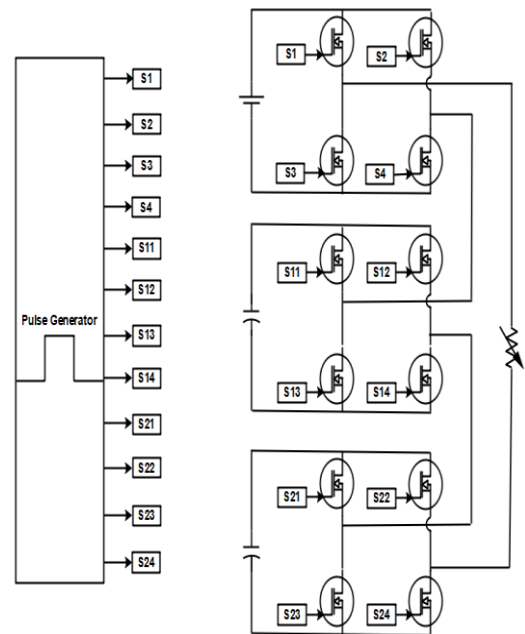 Pulse Generator
S1
S2
S3
S4
S11
S12
S13
S14
S21
S22
S23
S24
S1
S2
S3
S4
S11
S12
S13
S14
S21
S22
S23
S24